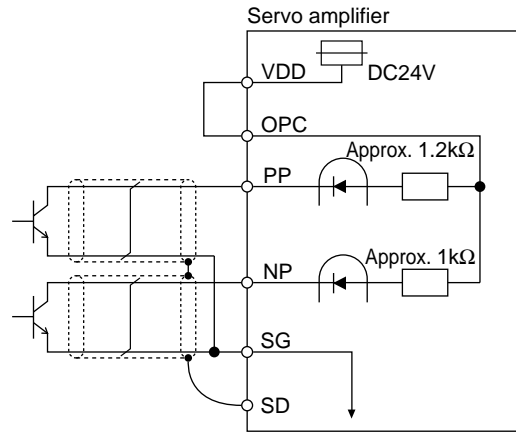 Servo amplifier
VDD
DC24V
OPC
Approx. 1.2kΩ
PP
Approx. 1kΩ
NP
SG
SD